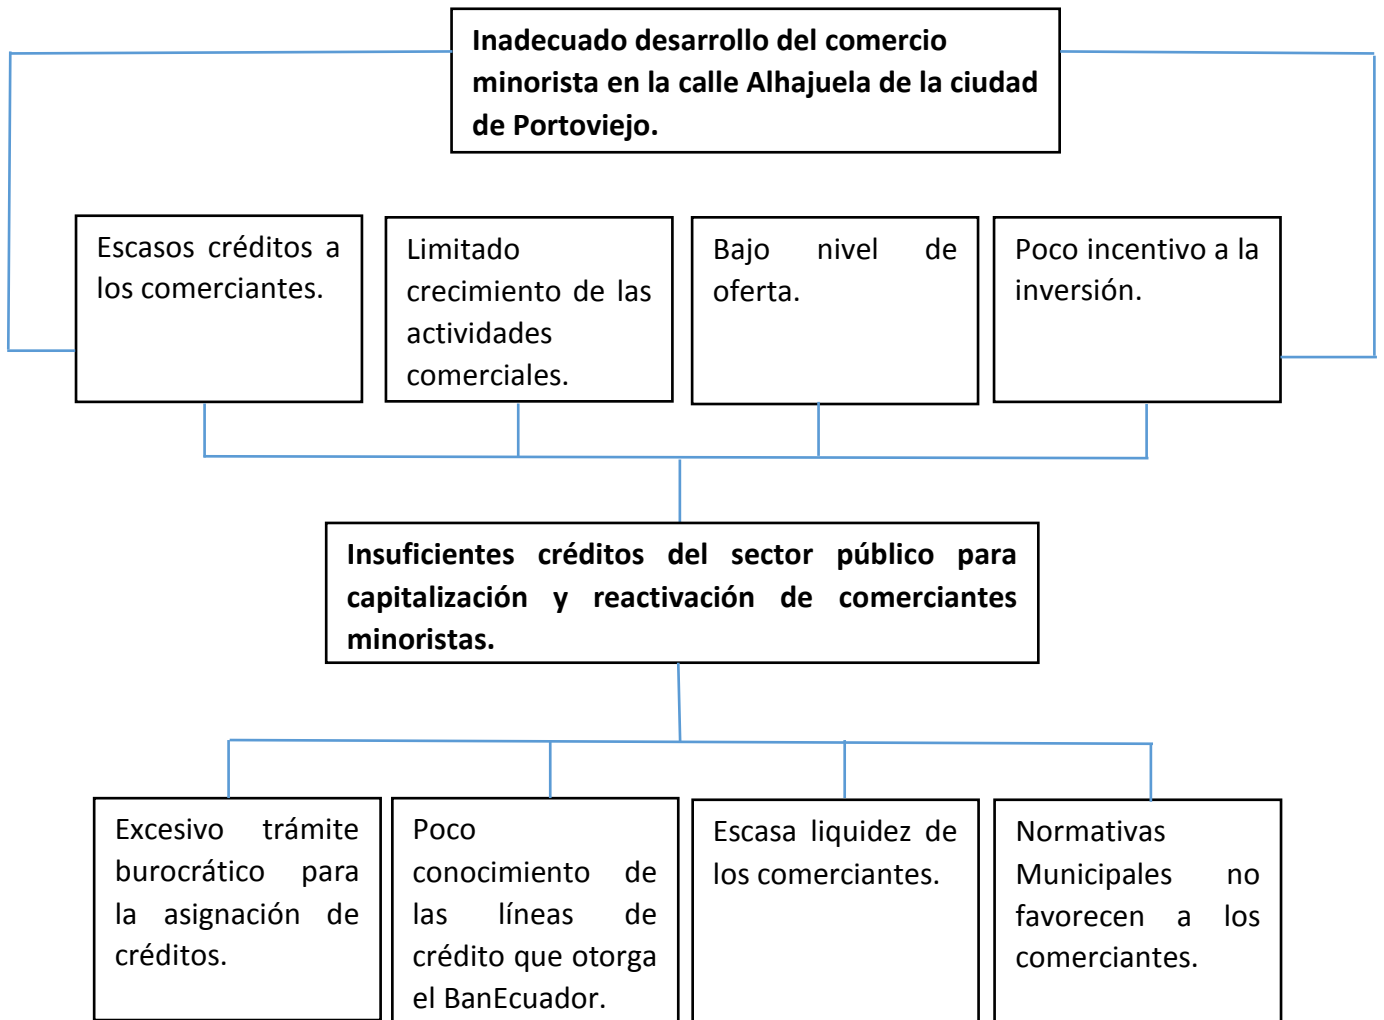 Inadecuado desarrollo del comercio
minorista en la calle Alhajuela de la ciudad
de Portoviejo.
Escasos créditos a
los comerciantes.
Limitado
crecimiento de las
actividades
comerciales.
Bajo nivel de
oferta.
Poco incentivo a la
inversión.
Insuficientes créditos del sector público para
capitalización y reactivación de comerciantes
minoristas.
Excesivo trámite
burocrático para
la asignación de
créditos.
Poco
conocimiento de
las líneas de
crédito que otorga
el BanEcuador.
Escasa liquidez de
los comerciantes.
Normativas
Municipales no
favorecen a los
comerciantes.